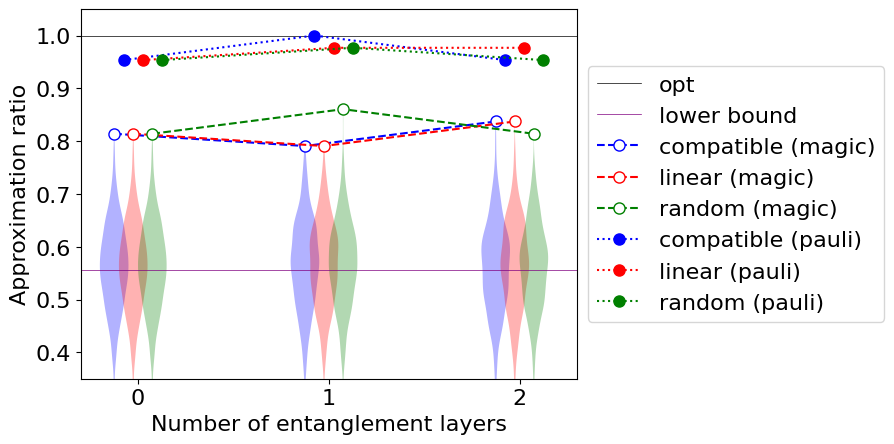 1.0
0.9
0.8
0.7
0.6
0.5
0.4
Approximation ratio
0 1 2
Number of entanglement layers
opt
lower bound
compatible (magic)
linear (magic)
random (magic)
compatible (pauli)
linear (pauli)
random (pauli)